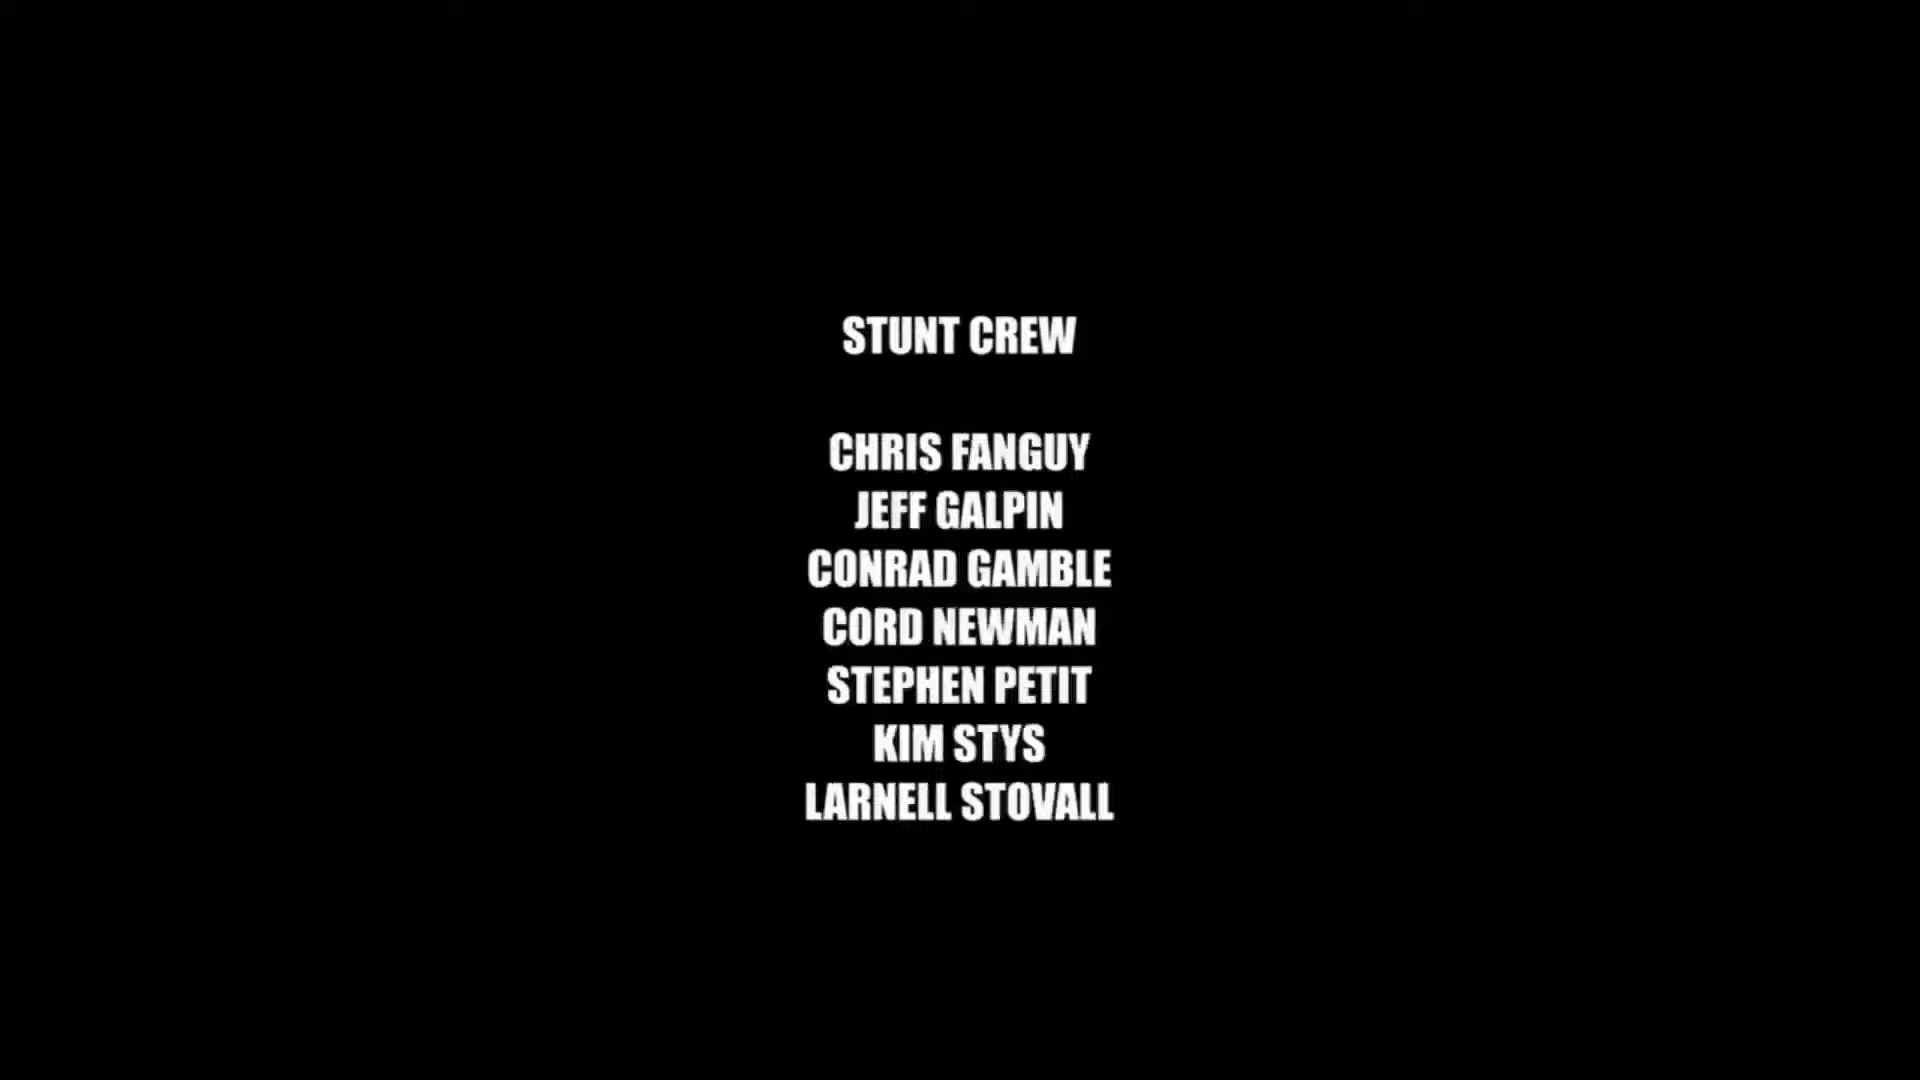 STUNT CREW
CHRIS FANGUY
JEFF GALPIN
CONRAD GAMBLE
CORD NEWMAN
STEPHEN PETIT
KIM STYS
LARNELL STOVALL